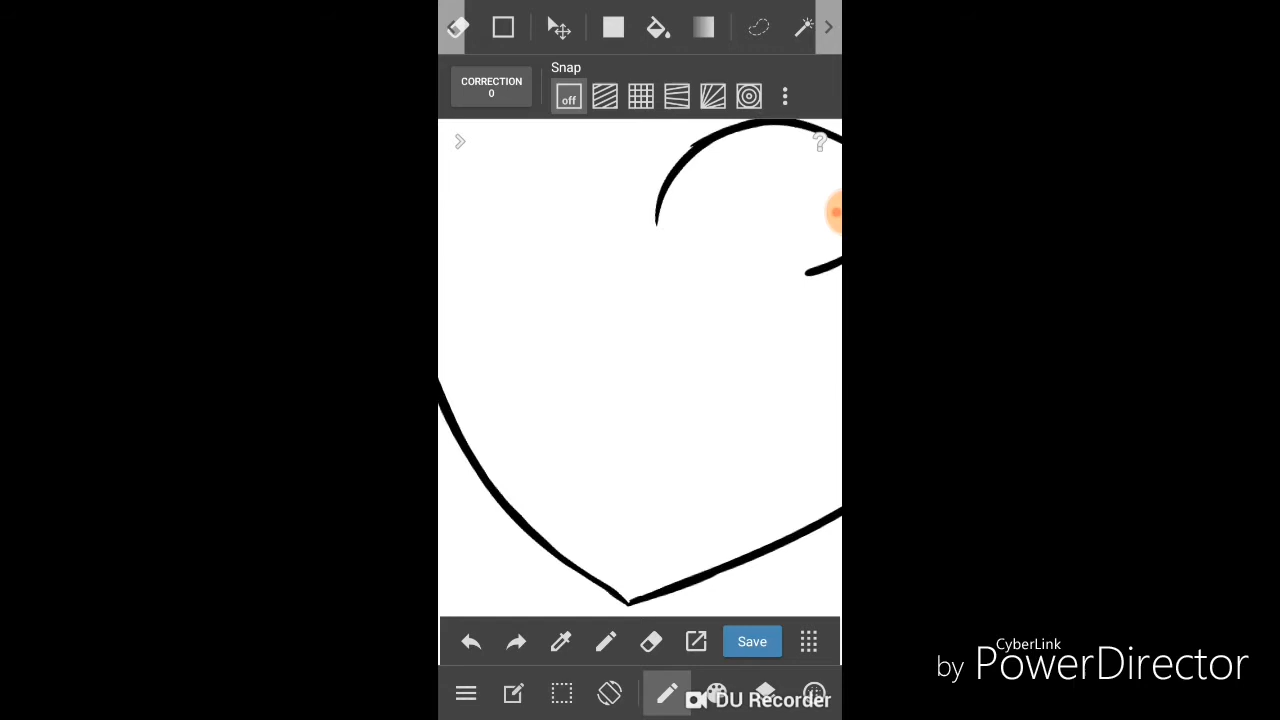 Snap
CORRECTION
0
off
Save
DU Recorder
CyberLink
by PowerDirector